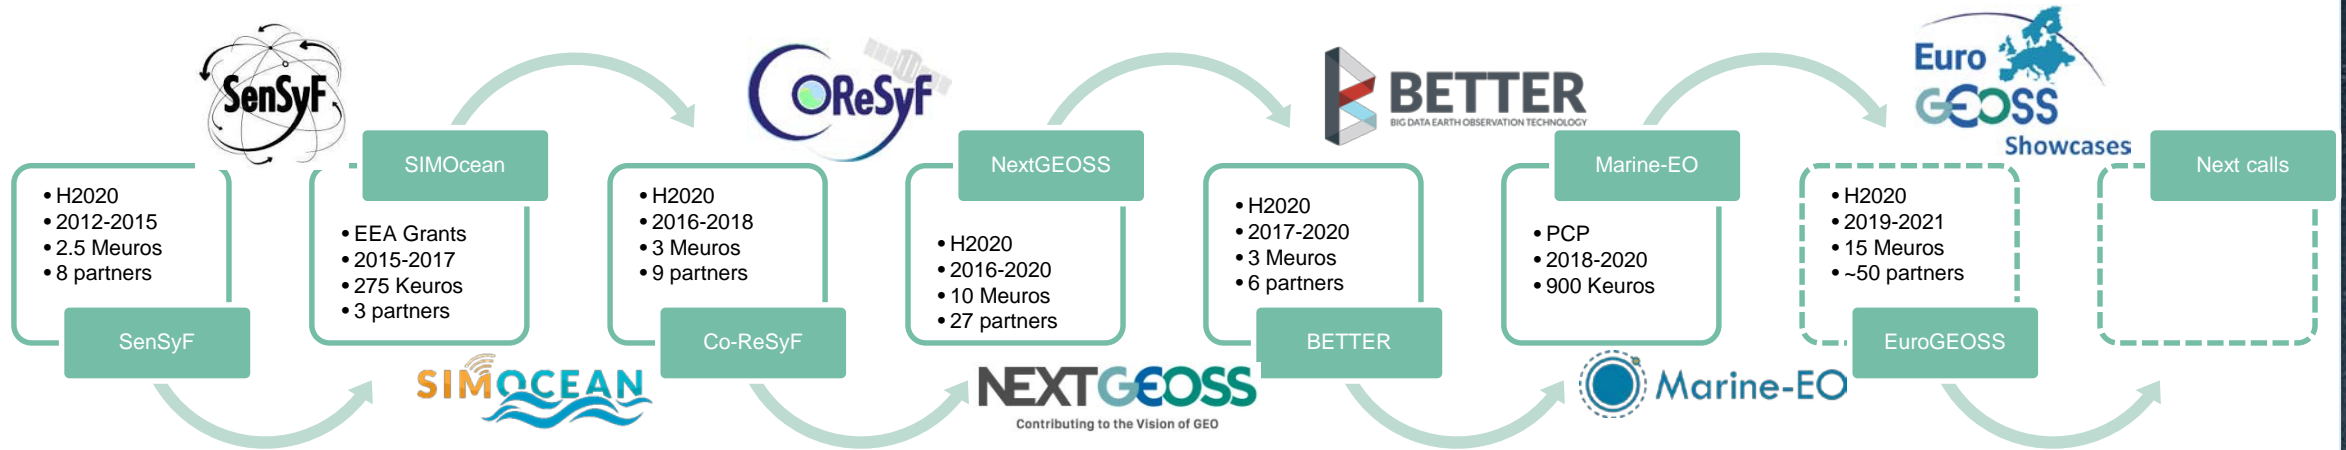 SenSyF
• H2020
• 2012-2015
• 2.5 Meuros
• 8 partners
SenSyF
SIMOcean
• EEA Grants
• 2015-2017
• 275 Keuros
• 3 partners
SIMOCEAN
COReSyF
• H2020
• 2016-2018
• 3 Meuros
• 9 partners
Co-ReSyF
NextGEOSS
• H2020
• 2016-2020
• 10 Meuros
• 27 partners
NEXTGEOSS
Contributing to the Vision of GEO
BETTER
BIG DATA EARTH OBSERVATION TECHNOLOGY
• H2020
• 2017-2020
• 3 Meuros
• 6 partners
BETTER
Marine-EO
• PCP
• 2018-2020
• 900 Keuros
Marine-EO
Euro
GEOSS
Showcases
• H2020
• 2019-2021
• 15 Meuros
• ~50 partners
EuroGEOSS
Next calls